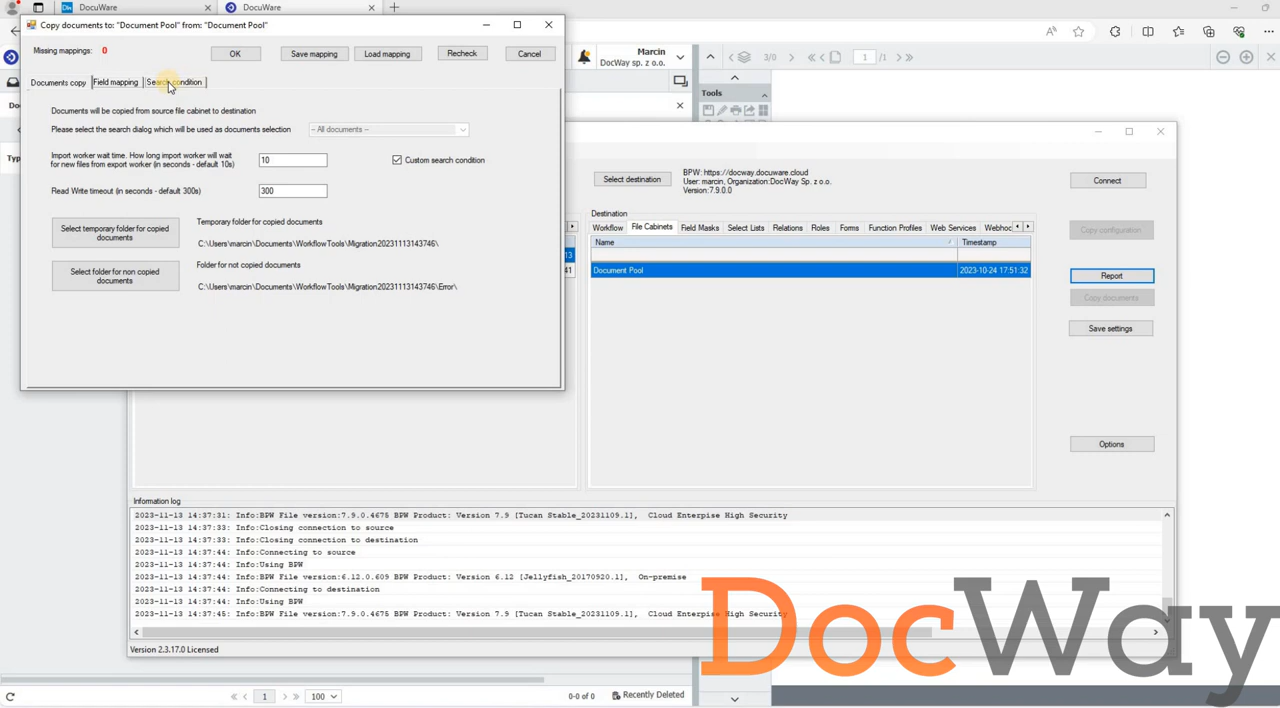 DocuWare
DocuWare
Copy documents to: "Document Pool" from: "Document Pool"
Missing mappings: 0
OK
Save mapping
Load mapping
Recheck
Cancel
Documents copy
Field mapping
Search condition
Documents will be copied from source file cabinet to destination
Please select the search dialog which will be used as documents selection
-- All documents --
Import worker wait time. How long import worker will wait
for new files from export worker (in seconds - default 10s)
10
Custom search condition
Read Write timeout (in seconds - default 300s)
300
Select temporary folder for copied
documents
Temporary folder for copied documents
C:\Users\marcin\Documents\WorkflowTools\Migration20231113143746\
Select folder for non copied
documents
Folder for not copied documents
C:\Users\marcin\Documents\WorkflowTools\Migration20231113143746\Error\
Marcin
DocWay sp. z o.o.
3/0
1
/1
Tools
Select destination
BPW: https://docway.docuware.cloud
User: marcin, Organization:DocWay Sp. z o.o.
Version:7.9.0.0
Connect
Destination
Workflow
File Cabinets
Field Masks
Select Lists
Relations
Roles
Forms
Function Profiles
Web Services
Webhoc
Name
Timestamp
13
41
Document Pool
2023-10-24 17:51:32
Copy configuration
Report
Copy documents
Save settings
Options
Information log
2023-11-13 14:37:31: Info:BPW File version:7.9.0.4675 BPW Product: Version 7.9 [Tucan Stable_20231109.1], Cloud Enterpise High Security
2023-11-13 14:37:33: Info:Closing connection to source
2023-11-13 14:37:33: Info:Closing connection to destination
2023-11-13 14:37:44: Info:Connecting to source
2023-11-13 14:37:44: Info:Using BPW
2023-11-13 14:37:44: Info:BPW File version:6.12.0.609 BPW Product: Version 6.12 [Jellyfish_20170920.1], On-premise
2023-11-13 14:37:44: Info:Connecting to destination
2023-11-13 14:37:44: Info:Using BPW
2023-11-13 14:37:45: Info:BPW File version:7.9.0.4675 BPW Product: Version 7.9 [Tucan Stable_20231109.1], Cloud Enterpise High Security
Version 2.3.17.0 Licensed
DocWay
1
100
0-0 of 0
Recently Deleted